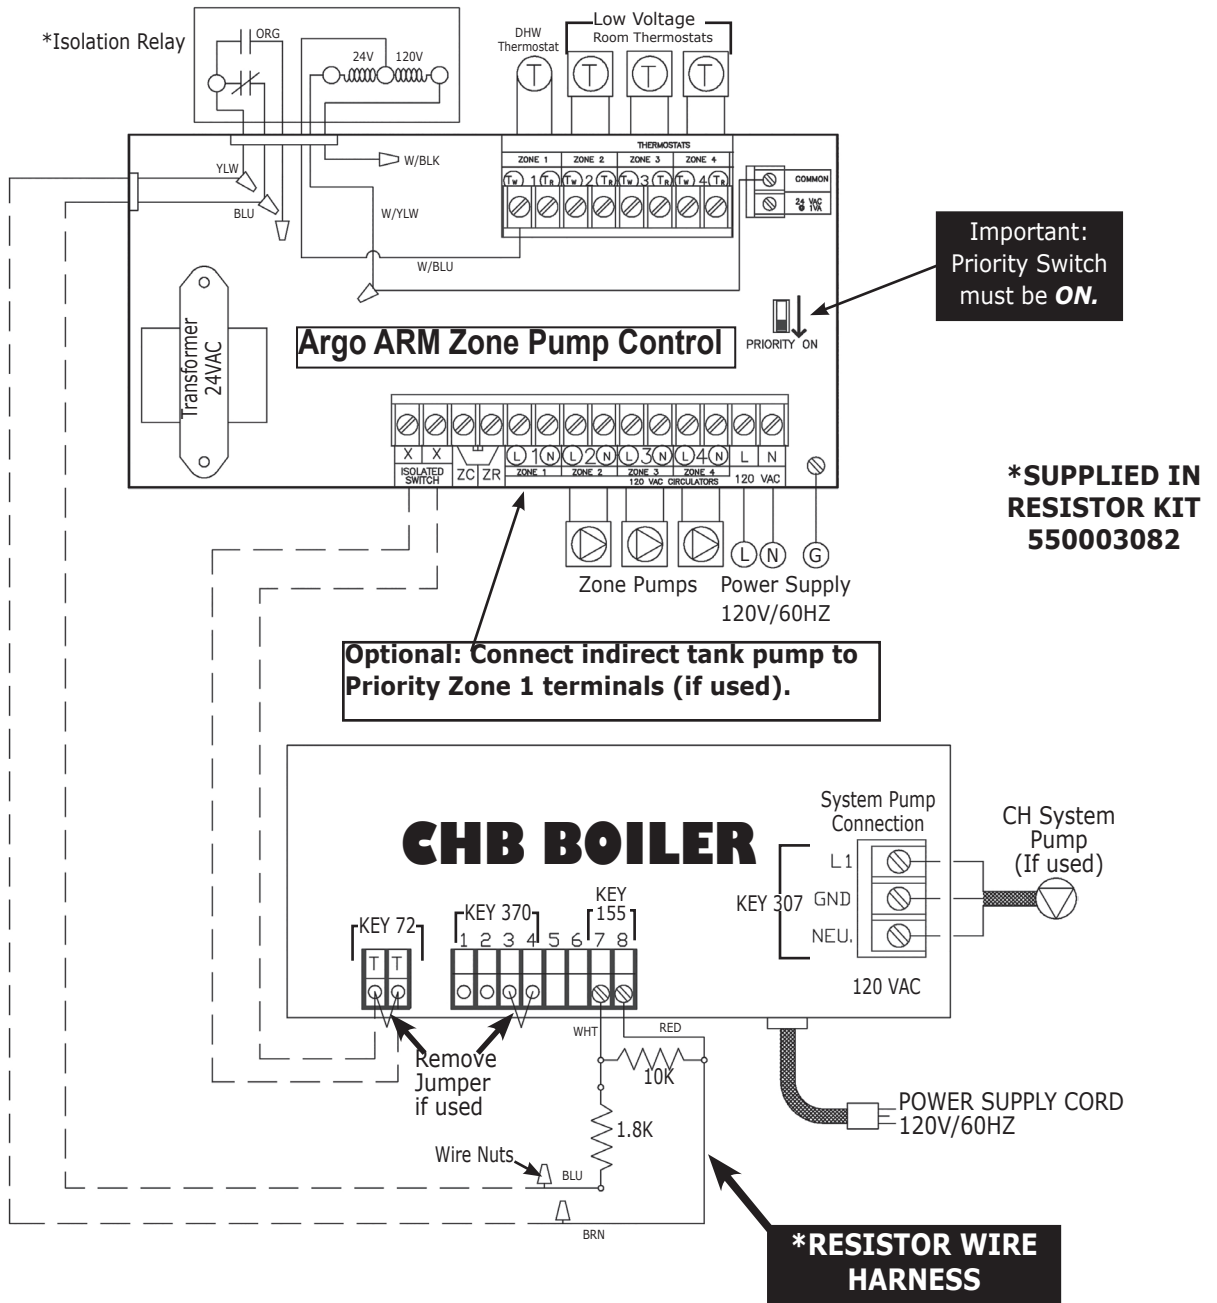 *Isolation Relay
ORG
24V 120V
DHW
Thermostat
Low Voltage
Room Thermostats
T T T T
YLW
BLU
W/BLK
W/YLW
W/BLU
THERMOSTATS
ZONE 1 ZONE 2 ZONE 3 ZONE 4
TW 1 TR TW 2 TR TW 3 TR TW 4 TR
COMMON
24 VAC
@ 1VA
Important:
Priority Switch
must be ON.
PRIORITY ON
Transformer
24VAC
Argo ARM Zone Pump Control
X X ZC ZR L 1 N L 2 N L 3 N L 4 N L N
ISOLATED
SWITCH
ZONE 1 ZONE 2 ZONE 3 ZONE 4
120 VAC CIRCULATORS
120 VAC
L N G
Zone Pumps
Power Supply
120V/60HZ
*SUPPLIED IN
RESISTOR KIT
550003082
Optional: Connect indirect tank pump to
Priority Zone 1 terminals (if used).
CHB BOILER
System Pump
Connection
L1
GND
NEU.
KEY 307
120 VAC
CH System
Pump
(If used)
KEY 72
T T
KEY 370
KEY
155
1 2 3 4 5 6 7 8
WHT
RED
Remove
Jumper
if used
10K
1.8K
Wire Nuts
BLU
BRN
POWER SUPPLY CORD
120V/60HZ
*RESISTOR WIRE
HARNESS